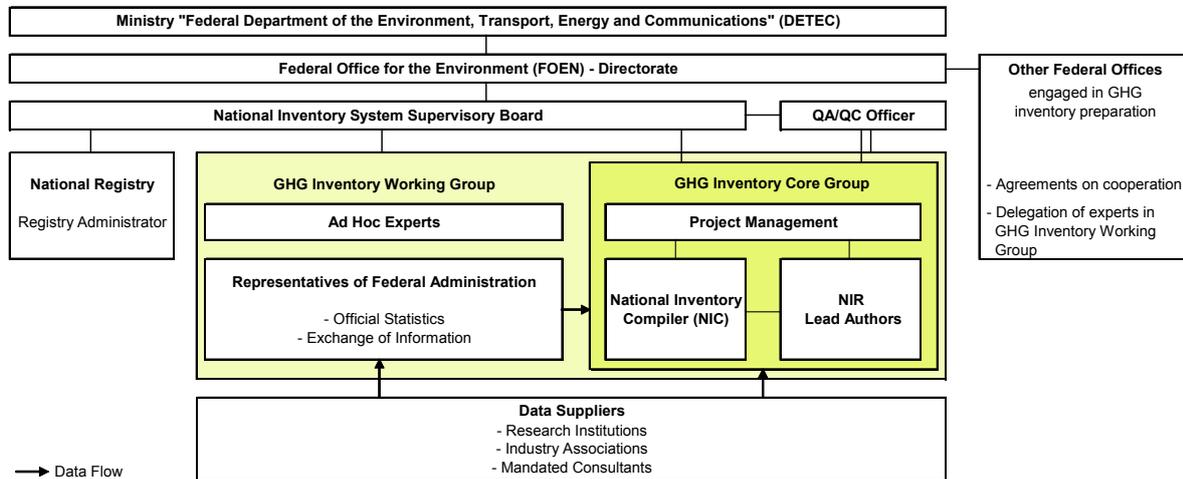 Ministry "Federal Department of the Environment, Transport, Energy and Communications" (DETEC)
Federal Office for the Environment (FOEN) - Directorate
Other Federal Offices
engaged in GHG
inventory preparation
- Agreements on cooperation
- Delegation of experts in
GHG Inventory Working
Group
National Inventory System Supervisory Board
QA/QC Officer
National Registry
Registry Administrator
GHG Inventory Working Group
Ad Hoc Experts
Representatives of Federal Administration
- Official Statistics
- Exchange of Information
GHG Inventory Core Group
Project Management
National Inventory
Compiler (NIC)
NIR
Lead Authors
Data Suppliers
- Research Institutions
- Industry Associations
- Mandated Consultants
Data Flow